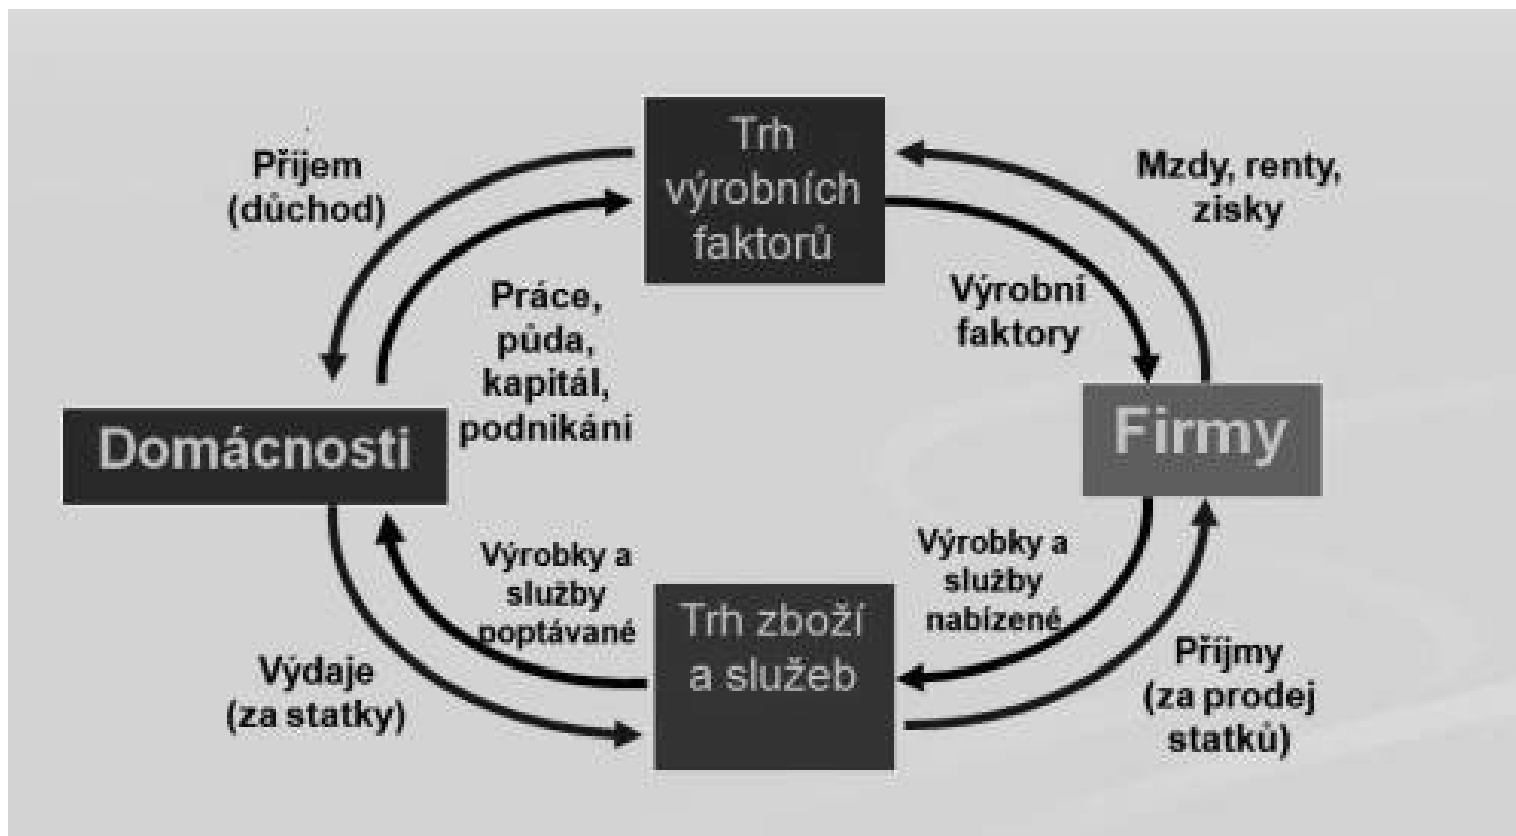 Trh
výrobních
faktorů
Příjem
(důchod)
Mzdy, renty,
zisky
Práce,
půda,
kapitál,
podnikání
Výrobní
faktory
Domácnosti
Firmy
Výrobky a
služby
poptávané
Výrobky a
služby
nabízené
Trh zboží
a služeb
Výdaje
(za statky)
Příjmy
(za prodej
statků)